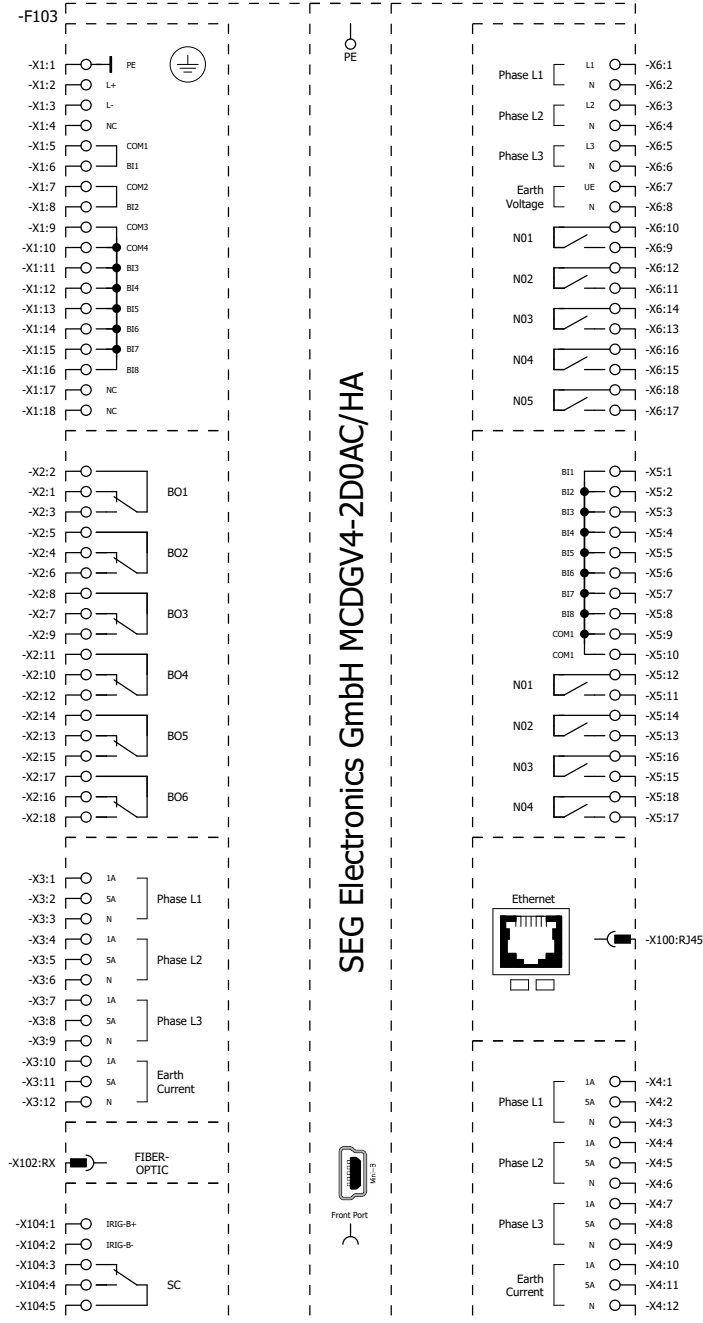 -F103
-X1:1 PE
-X1:2 L+
-X1:3 L-
-X1:4 NC
-X1:5 COM1
-X1:6 BI1
-X1:7 COM2
-X1:8 BI2
-X1:9 COM3
-X1:10 COM4
-X1:11 BI3
-X1:12 BI4
-X1:13 BI5
-X1:14 BI6
-X1:15 BI7
-X1:16 BI8
-X1:17 NC
-X1:18 NC
-X2:2
-X2:1 BO1
-X2:3
-X2:5
-X2:4 BO2
-X2:6
-X2:8
-X2:7 BO3
-X2:9
-X2:11
-X2:10 BO4
-X2:12
-X2:14
-X2:13 BO5
-X2:15
-X2:17
-X2:16 BO6
-X2:18
-X3:1 1A
-X3:2 5A Phase L1
-X3:3 N
-X3:4 1A
-X3:5 5A Phase L2
-X3:6 N
-X3:7 1A
-X3:8 5A Phase L3
-X3:9 N
-X3:10 1A
-X3:11 5A Earth Current
-X3:12 N
-X102:RX FIBER-
OPTIC
-X104:1 IRIG-B+
-X104:2 IRIG-B-
-X104:3
-X104:4 SC
-X104:5
PE
SEG Electronics GmbH MCDGV4-2D0AC/HA
Mini-B
Front Port
Phase L1 L1 -X6:1
N -X6:2
Phase L2 L2 -X6:3
N -X6:4
Phase L3 L3 -X6:5
N -X6:6
Earth Voltage UE -X6:7
N -X6:8
N01 -X6:10
-X6:9
N02 -X6:12
-X6:11
N03 -X6:14
-X6:13
N04 -X6:16
-X6:15
N05 -X6:18
-X6:17
BI1 -X5:1
BI2 -X5:2
BI3 -X5:3
BI4 -X5:4
BI5 -X5:5
BI6 -X5:6
BI7 -X5:7
BI8 -X5:8
COM1 -X5:9
COM1 -X5:10
N01 -X5:12
-X5:11
N02 -X5:14
-X5:13
N03 -X5:16
-X5:15
N04 -X5:18
-X5:17
Ethernet
-X100:RJ45
1A -X4:1
Phase L1 5A -X4:2
N -X4:3
1A -X4:4
Phase L2 5A -X4:5
N -X4:6
1A -X4:7
Phase L3 5A -X4:8
N -X4:9
1A -X4:10
Earth Current 5A -X4:11
N -X4:12